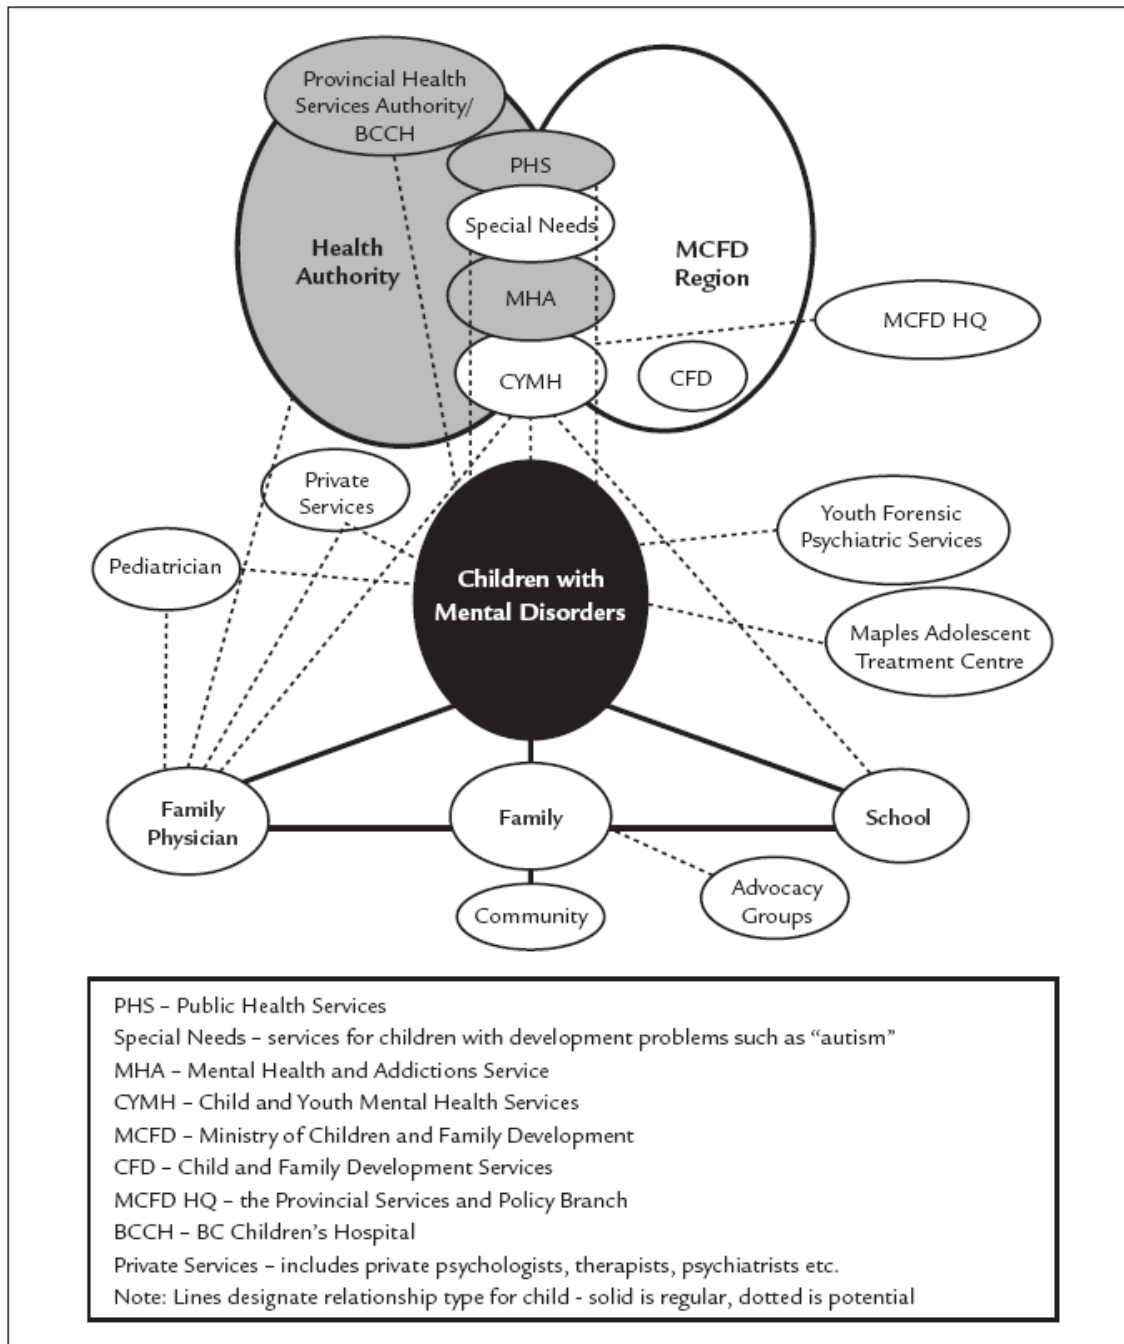 Provincial Health
Services Authority/
BCCH
PHS
Special Needs
Health
Authority
MCFD
Region
MHA
MCFD HQ
CYMH
CFD
Private
Services
Youth Forensic
Psychiatric Services
Pediatrician
Children with
Mental Disorders
Maples Adolescent
Treatment Centre
Family
Physician
Family
School
Advocacy
Groups
Community
PHS – Public Health Services
Special Needs – services for children with development problems such as “autism”
MHA – Mental Health and Addictions Service
CYMH – Child and Youth Mental Health Services
MCFD – Ministry of Children and Family Development
CFD – Child and Family Development Services
MCFD HQ – the Provincial Services and Policy Branch
BCCH – BC Children’s Hospital
Private Services – includes private psychologists, therapists, psychiatrists etc.
Note: Lines designate relationship type for child - solid is regular, dotted is potential